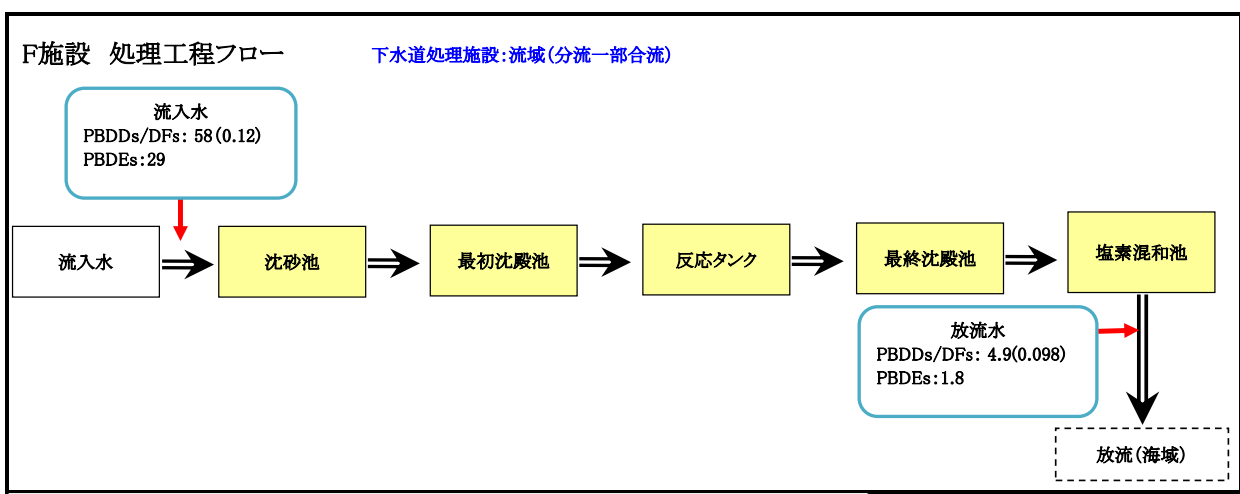 F施設 処理工程フロー
下水道処理施設:流域(分流一部合流)
流入水
PBDDs/DFs: 58(0.12)
PBDEs:29
流入水
沈砂池
最初沈殿池
反応タンク
最終沈殿池
塩素混和池
放流水
PBDDs/DFs: 4.9(0.098)
PBDEs:1.8
放流(海域)